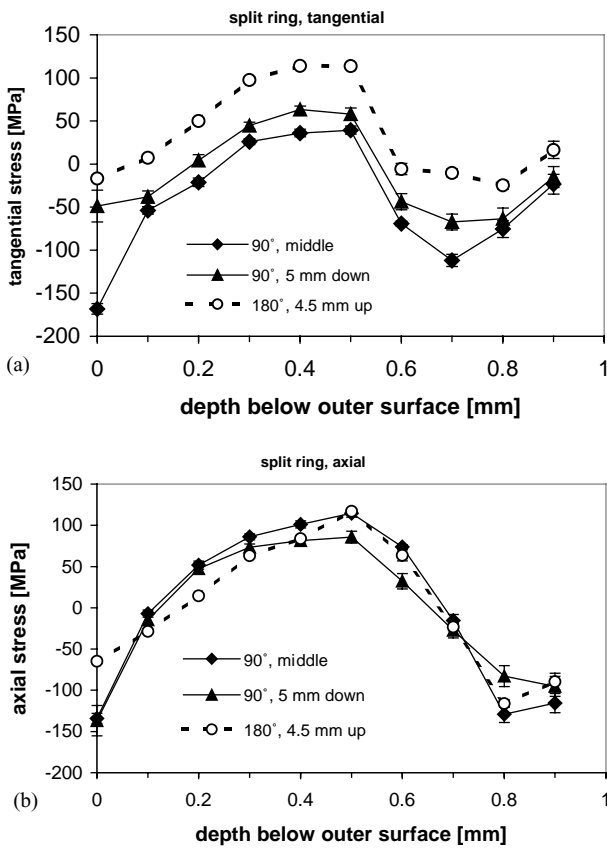 split ring, tangential
150
100
50
0
-50
-100
-150
-200
tangential stress [MPa]
90˚, middle
90˚, 5 mm down
180˚, 4.5 mm up
(a)
0 0.2 0.4 0.6 0.8 1
depth below outer surface [mm]
split ring, axial
150
100
50
0
-50
-100
-150
-200
axial stress [MPa]
90˚, middle
90˚, 5 mm down
180˚, 4.5 mm up
(b)
0 0.2 0.4 0.6 0.8 1
depth below outer surface [mm]